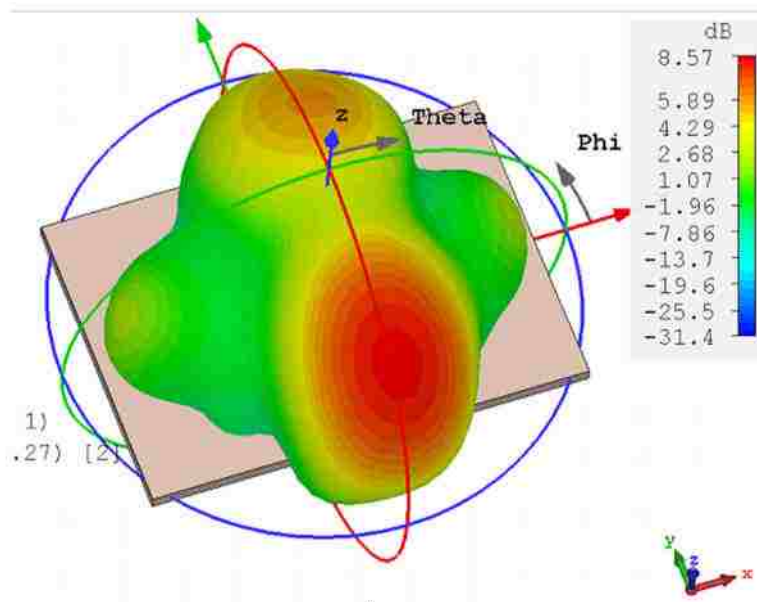 dB
8.57
5.89
4.29
2.68
1.07
-1.96
-7.86
-13.7
-19.6
-25.5
-31.4
z
Theta
Phi
1)
.27) [2]
y
z
x